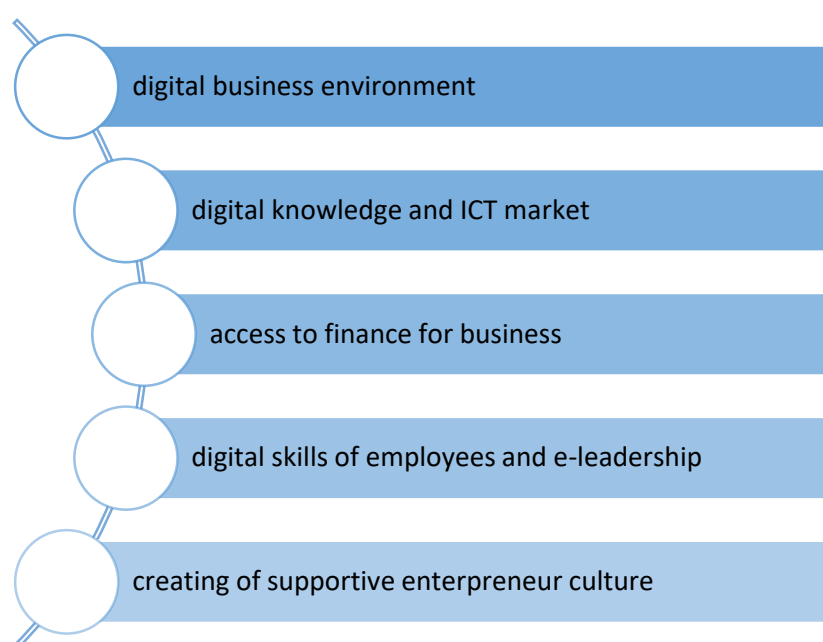 digital business environment
digital knowledge and ICT market
access to finance for business
digital skills of employees and e-leadership
creating of supportive enterpreneur culture